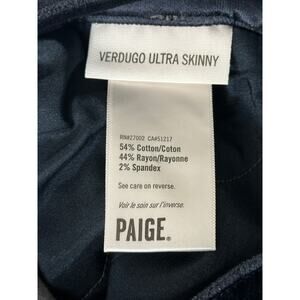 VERDUGO ULTRA SKINNY
RN#27002 CA#51217
54% Cotton/Coton
44% Rayon/Rayonne
2% Spandex
See care on reverse.
Voir le soin sur l'inverse.
PAIGE®